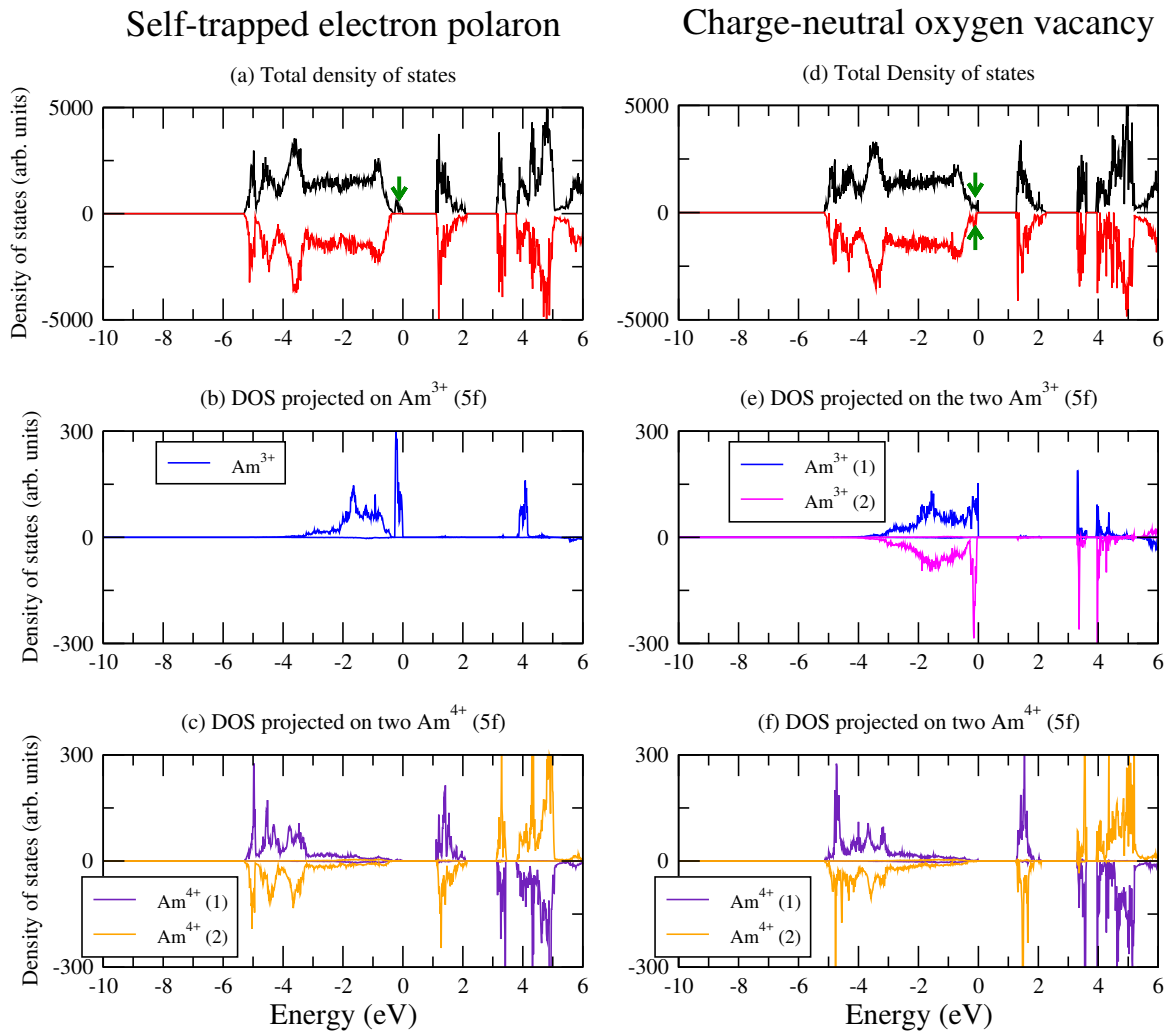 Self-trapped electron polaron
Charge-neutral oxygen vacancy
(a) Total density of states
Density of states (arb. units)
5000
0
-5000
-10 -8 -6 -4 -2 0 2 4 6
(b) DOS projected on Am³⁺ (5f)
Density of states (arb. units)
300
0
-300
Am³⁺
-10 -8 -6 -4 -2 0 2 4 6
(c) DOS projected on two Am⁴⁺ (5f)
Density of states (arb. units)
300
0
-300
Am⁴⁺ (1)
Am⁴⁺ (2)
-10 -8 -6 -4 -2 0 2 4 6
Energy (eV)
(d) Total Density of states
5000
0
-5000
-10 -8 -6 -4 -2 0 2 4 6
(e) DOS projected on the two Am³⁺ (5f)
300
0
-300
Am³⁺ (1)
Am³⁺ (2)
-10 -8 -6 -4 -2 0 2 4 6
(f) DOS projected on two Am⁴⁺ (5f)
300
0
-300
Am⁴⁺ (1)
Am⁴⁺ (2)
-10 -8 -6 -4 -2 0 2 4 6
Energy (eV)